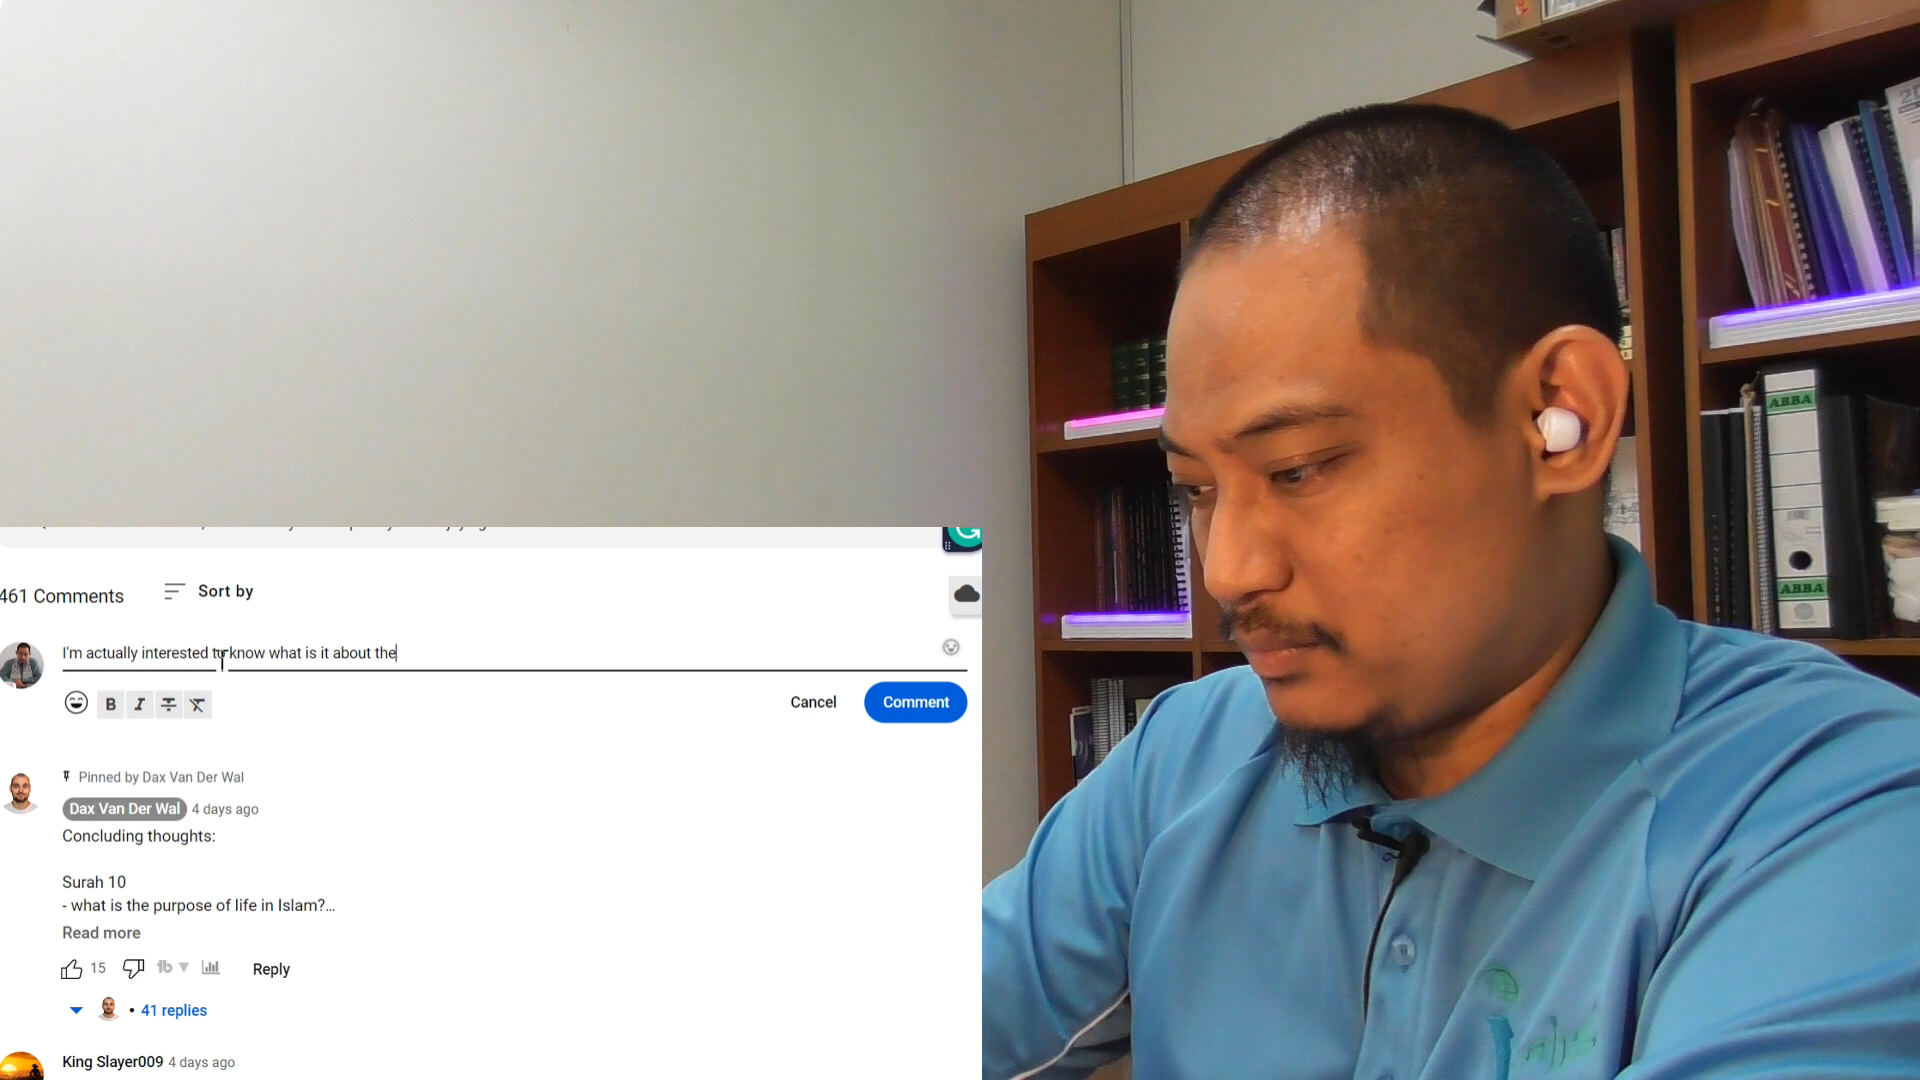 461 Comments
Sort by
I'm actually interested to know what is it about the
B I
Cancel
Comment
Pinned by Dax Van Der Wal
Dax Van Der Wal 4 days ago
Concluding thoughts:
Surah 10
- what is the purpose of life in Islam?...
Read more
15
Reply
• 41 replies
King Slayer009 4 days ago
ABBA
ABBA